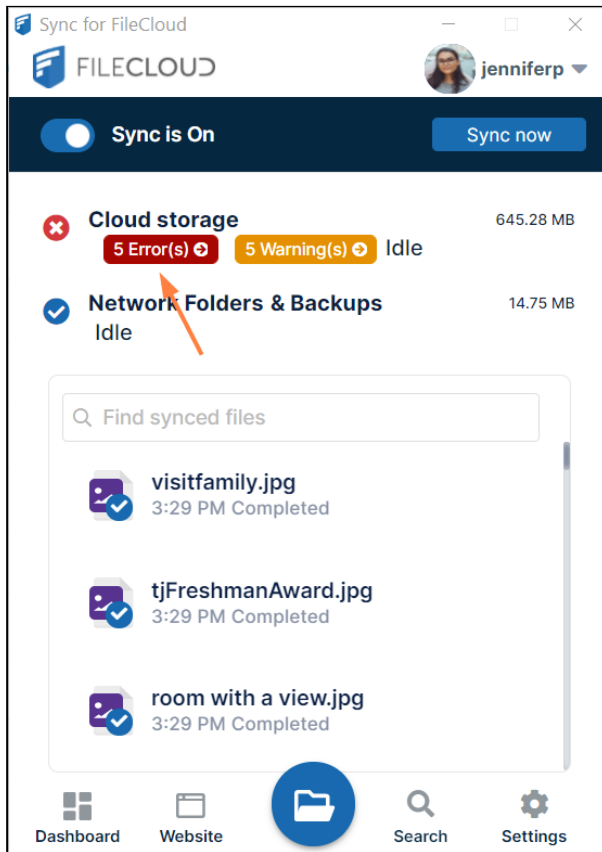 Sync for FileCloud
FILECLOUD
jenniferp
Sync is On
Sync now
Cloud storage
645.28 MB
5 Error(s)
5 Warning(s)
Idle
Network Folders & Backups
14.75 MB
Idle
Find synced files
visitfamily.jpg
3:29 PM Completed
tjFreshmanAward.jpg
3:29 PM Completed
room with a view.jpg
3:29 PM Completed
Dashboard
Website
Search
Settings